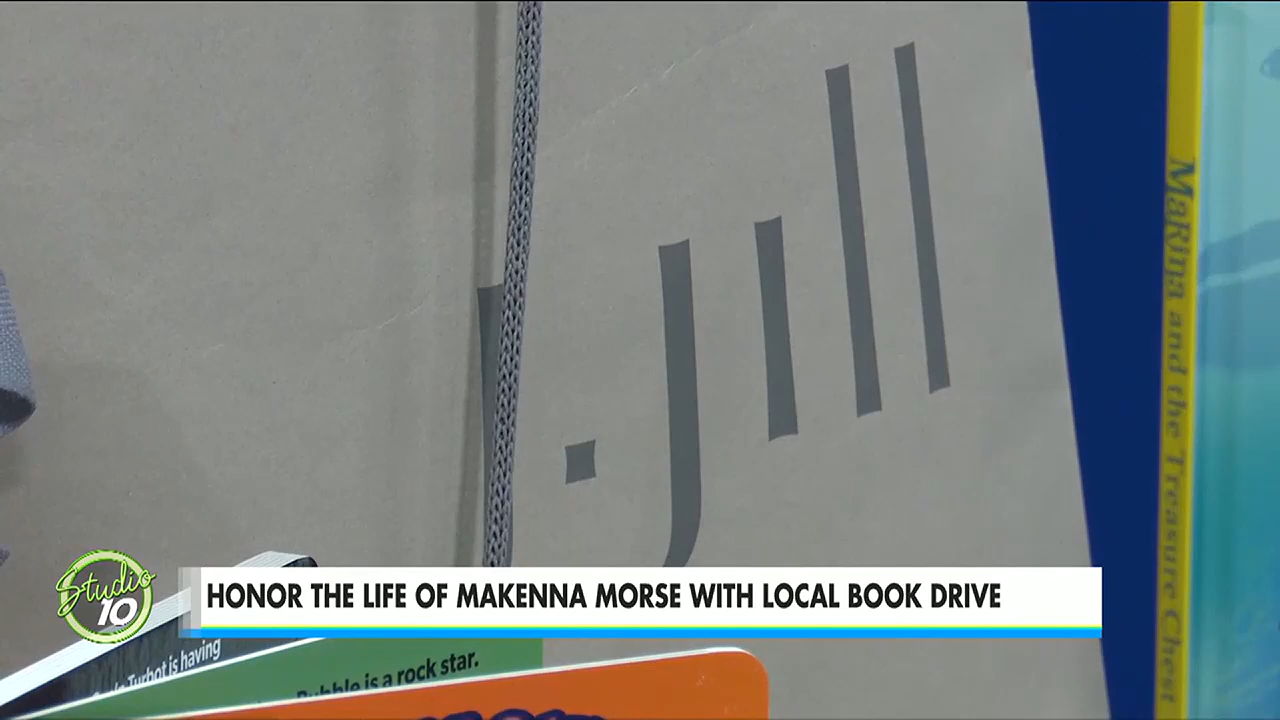 .jill
MaKina and the Treasure Chest
Studio
10
HONOR THE LIFE OF MAKENNA MORSE WITH LOCAL BOOK DRIVE
Turbot is having
Bubble is a rock star.